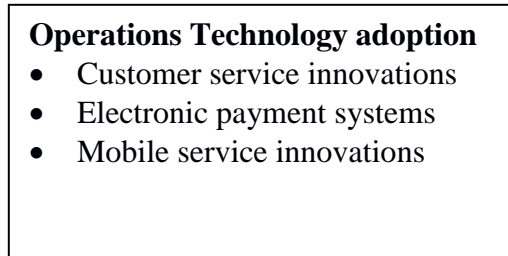 Operations Technology adoption
• Customer service innovations
• Electronic payment systems
• Mobile service innovations